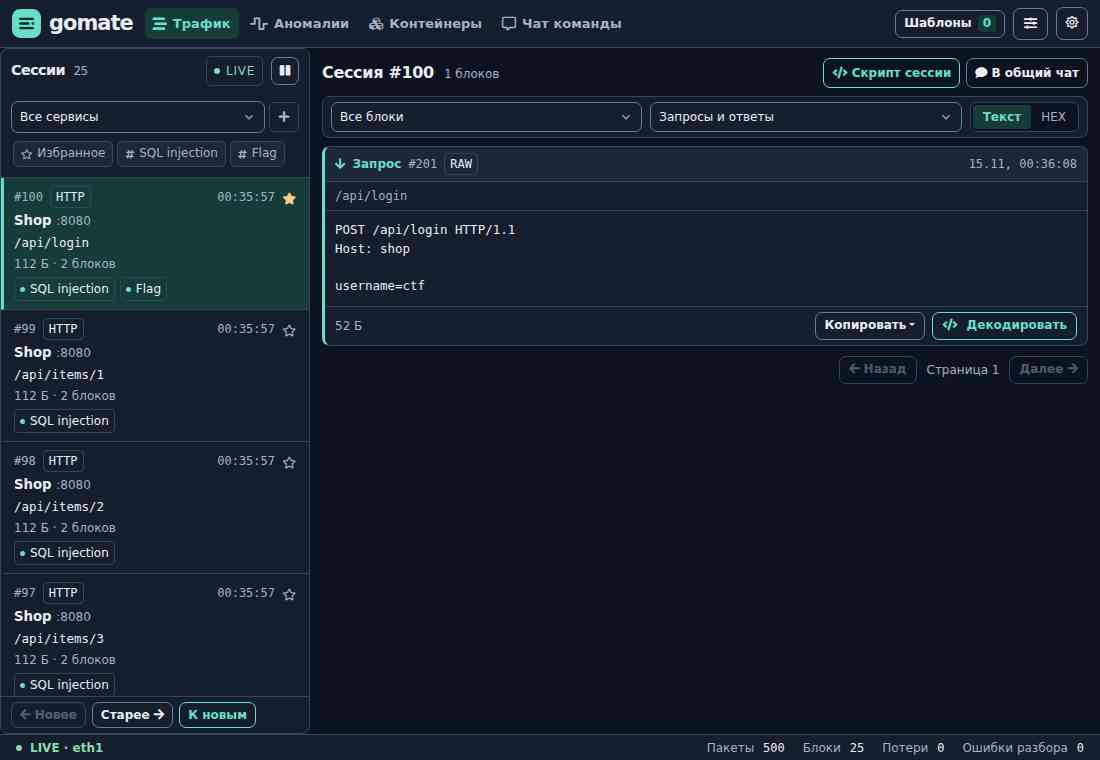 gomate Трафик Аномалии Контейнеры Чат команды Шаблоны 0
Сессии 25 LIVE
Все сервисы
Избранное # SQL injection # Flag
#100 HTTP 00:35:57
Shop :8080
/api/login
112 Б · 2 блоков
SQL injection Flag
#99 HTTP 00:35:57
Shop :8080
/api/items/1
112 Б · 2 блоков
SQL injection
#98 HTTP 00:35:57
Shop :8080
/api/items/2
112 Б · 2 блоков
SQL injection
#97 HTTP 00:35:57
Shop :8080
/api/items/3
112 Б · 2 блоков
SQL injection
← Новее Старее → К новым
Сессия #100 1 блоков </> Скрипт сессии В общий чат
Все блоки Запросы и ответы Текст HEX
↓ Запрос #201 RAW 15.11, 00:36:08
/api/login
POST /api/login HTTP/1.1
Host: shop
username=ctf
52 Б Копировать </> Декодировать
← Назад Страница 1 Далее →
LIVE · eth1 Пакеты 500 Блоки 25 Потери 0 Ошибки разбора 0